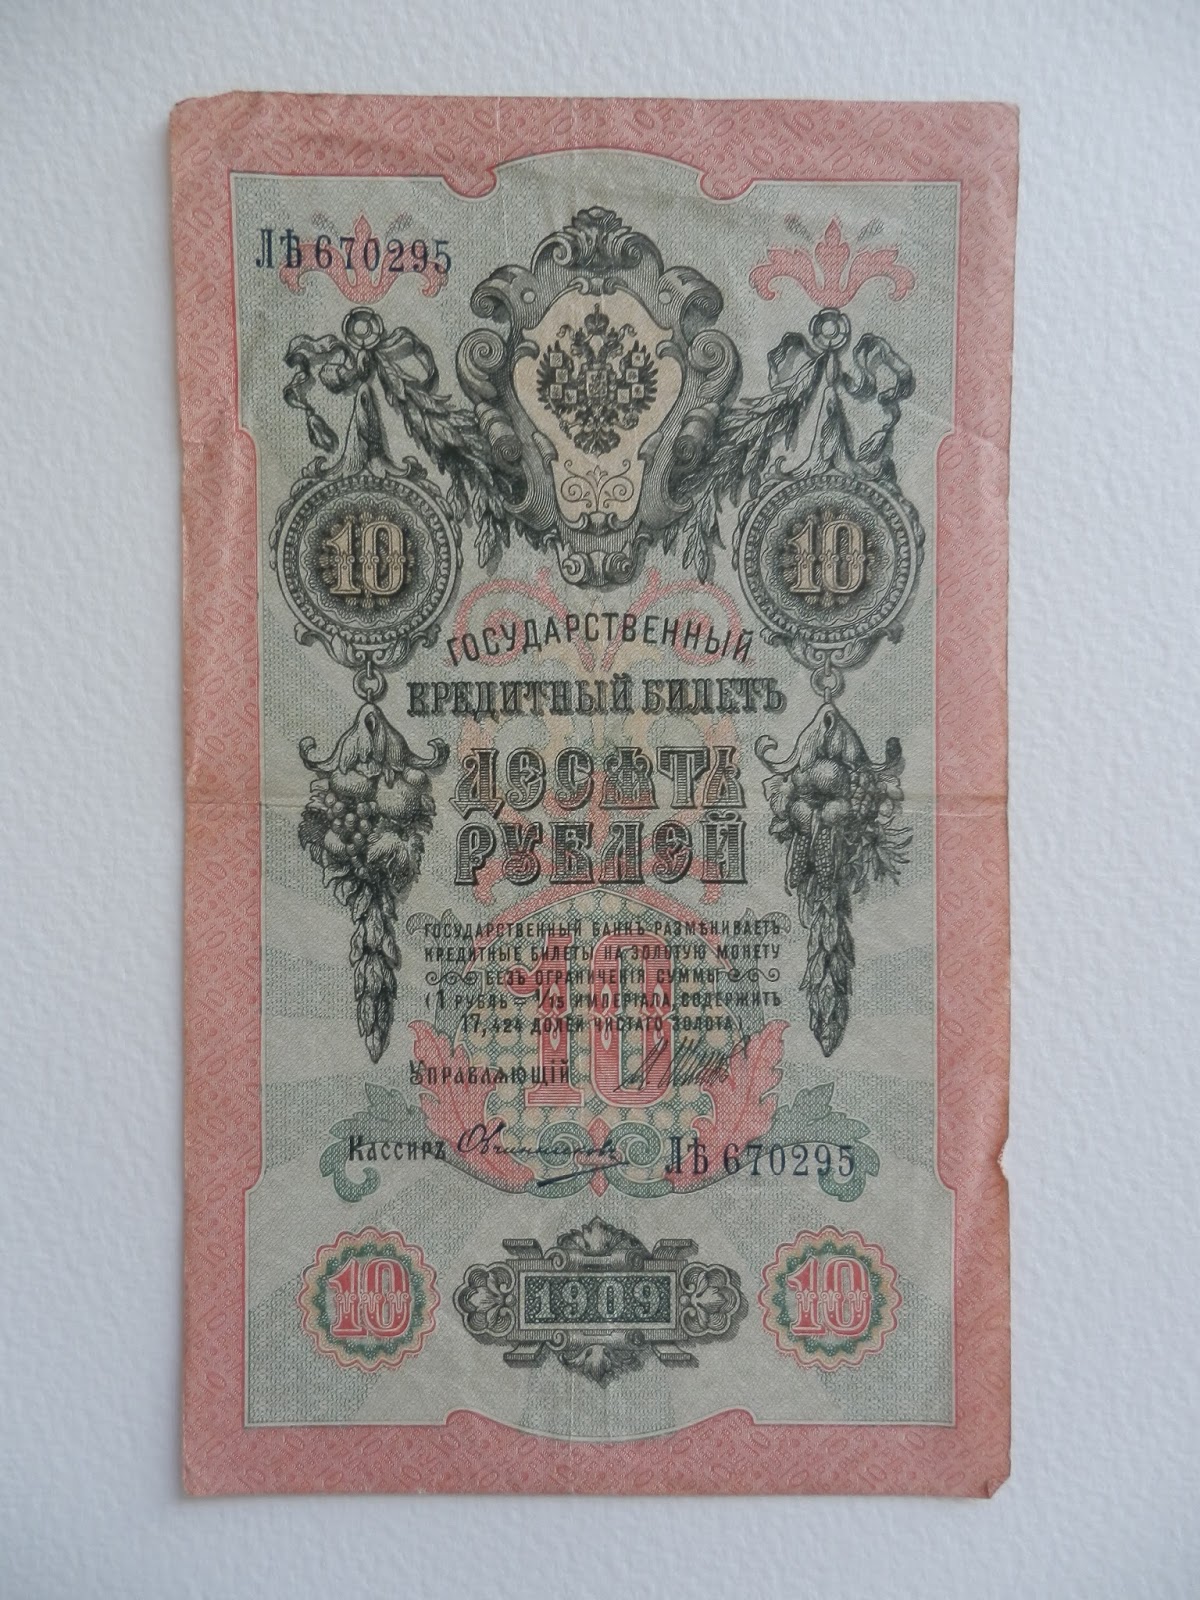 ЛѢ 670295
10 10
ГОСУДАРСТВЕННЫЙ
КРЕДИТНЫЙ БИЛЕТЪ
ДЕСЯТЬ
РУБЛЕЙ
ГОСУДАРСТВЕННЫЙ БАНКЪ РАЗМѢНИВАЕТЪ
КРЕДИТНЫЕ БИЛЕТЫ НА ЗОЛОТУЮ МОНЕТУ
БЕЗЪ ОГРАНИЧЕНІЯ СУММЫ
(1 РУБЛЬ = 1/15 ИМПЕРІАЛА, СОДЕРЖИТЪ
17,424 ДОЛЕЙ ЧИСТАГО ЗОЛОТА).
10
УПРАВЛЯЮЩІЙ
КАССИРЪ Овчинниковъ
ЛѢ 670295
10 1909 10